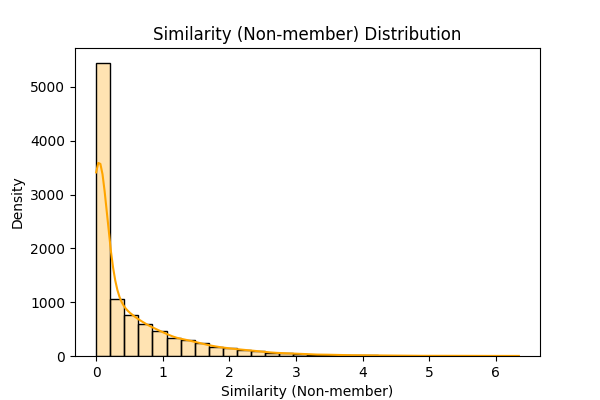 Similarity (Non-member) Distribution
Density
5000
4000
3000
2000
1000
0
0 1 2 3 4 5 6
Similarity (Non-member)